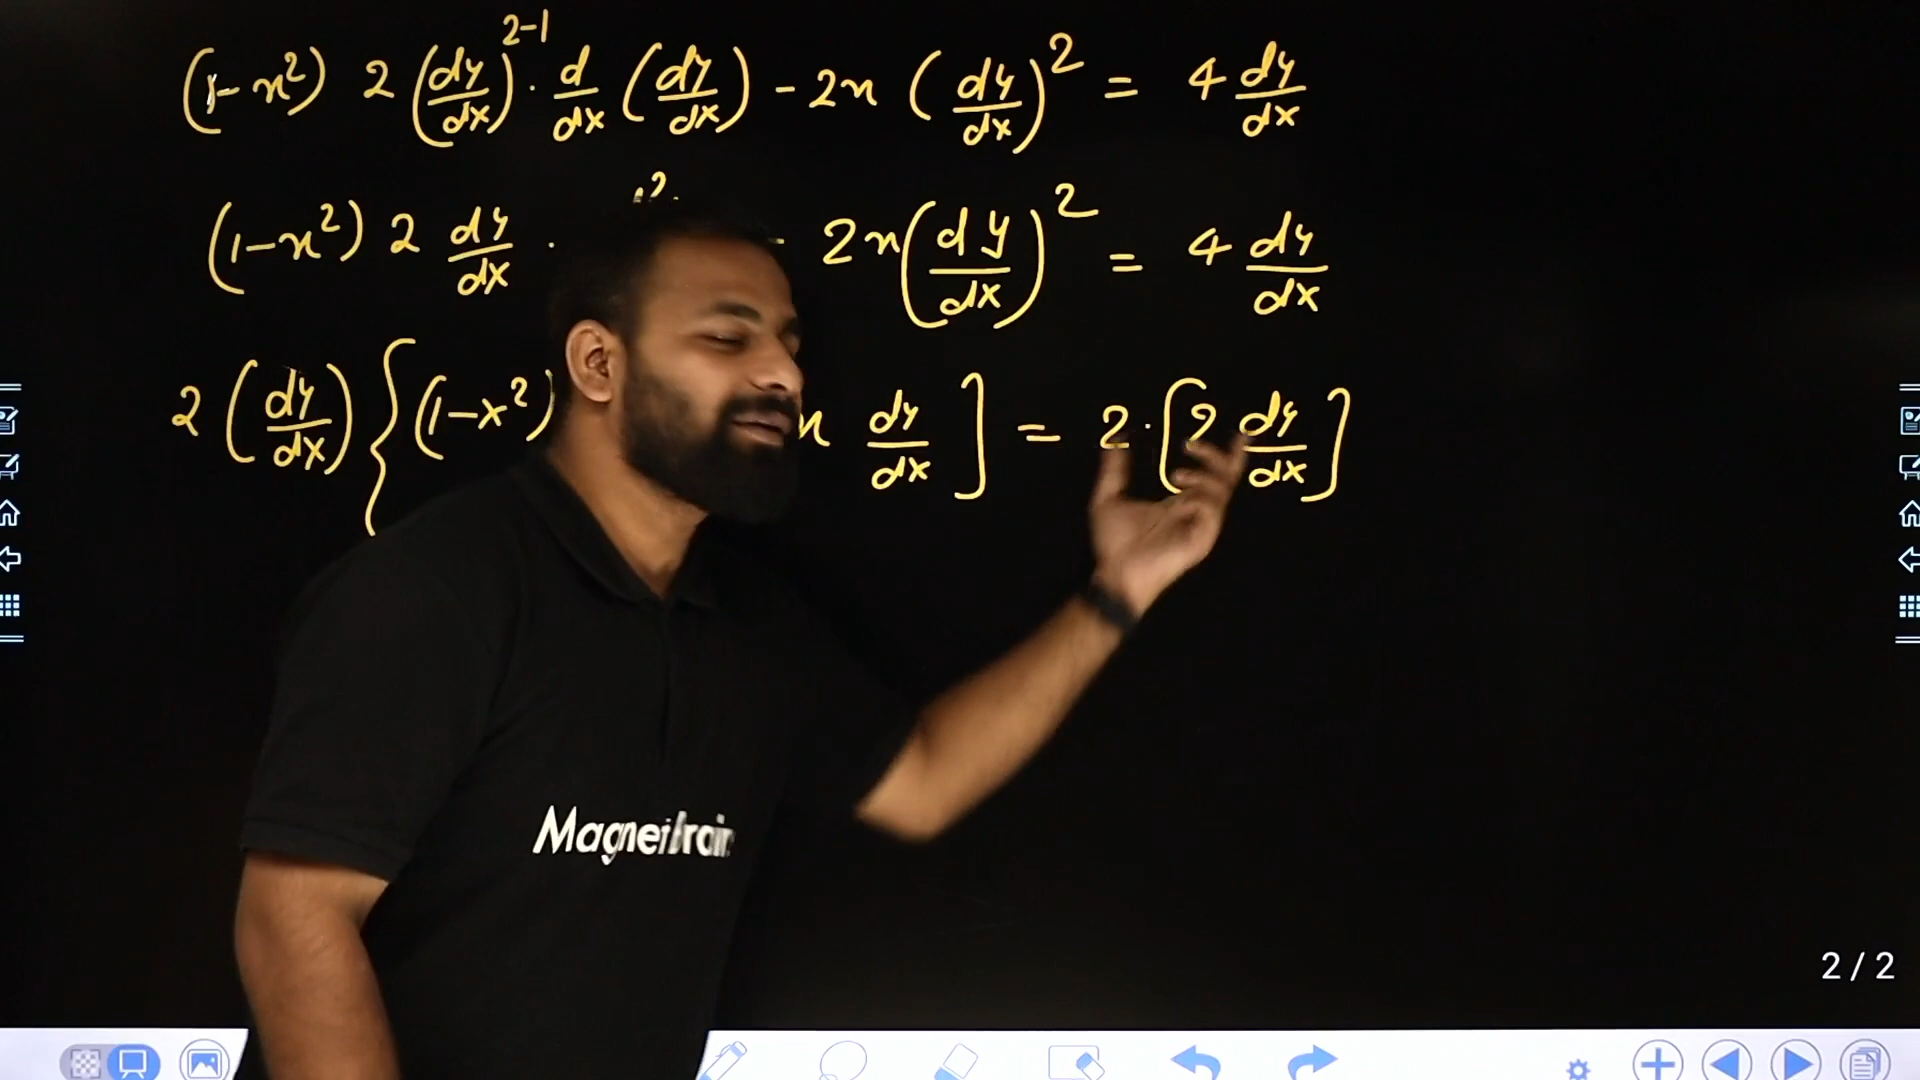 (1-x²) 2 (dy/dx)²⁻¹ · d/dx (dy/dx) - 2x (dy/dx)² = 4 dy/dx
(1-x²) 2 dy/dx · 2x (dy/dx)² = 4 dy/dx
2 (dy/dx) { (1-x²) x dy/dx ] = 2 · [2 dy/dx]
MagnetBrain
2 / 2